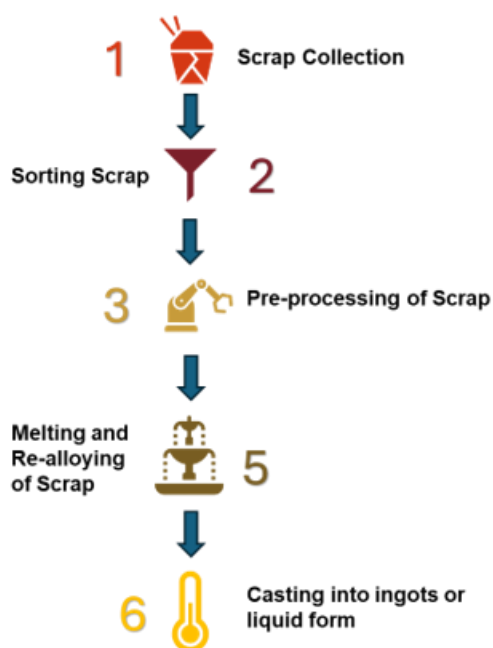 1
Scrap Collection
Sorting Scrap
2
3
Pre-processing of Scrap
Melting and
Re-alloying
of Scrap
5
6
Casting into ingots or
liquid form